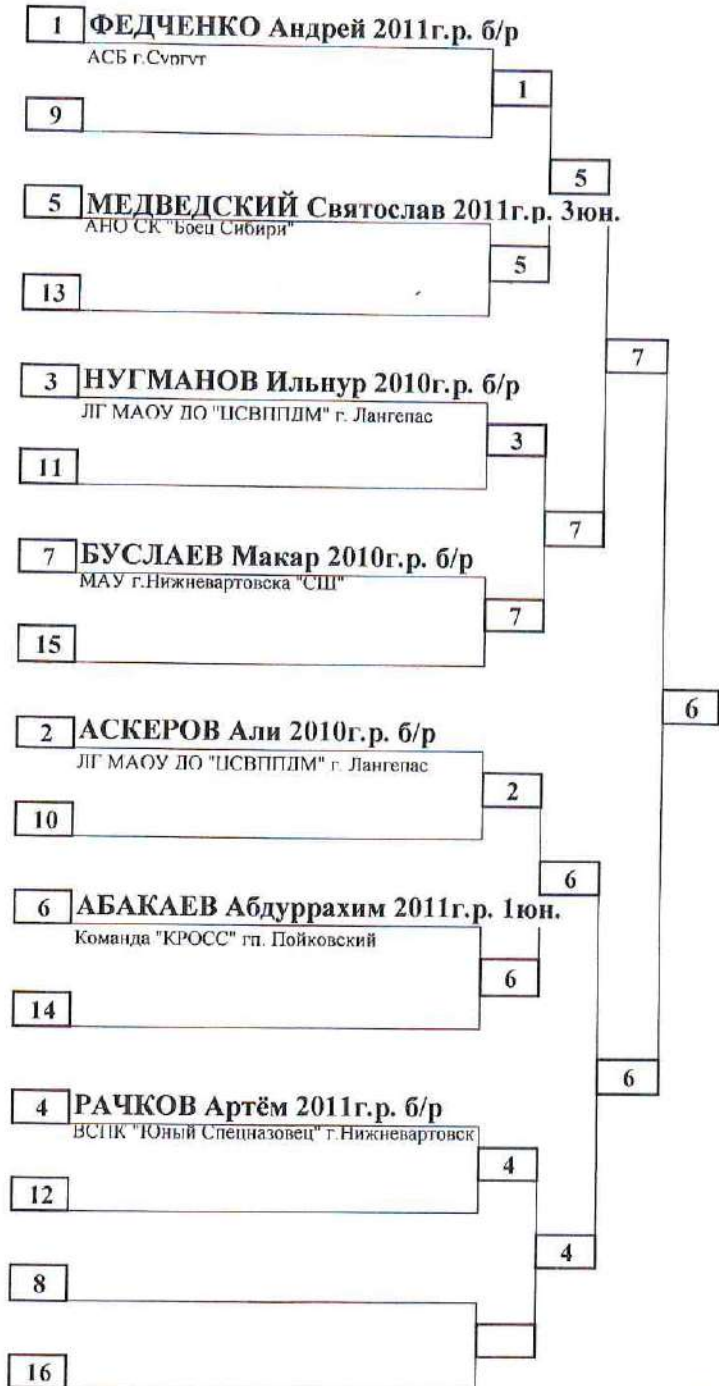 1 ФЕДЧЕНКО Андрей 2011г.р. б/р
АСБ г.Сургут
1
9
5
5 МЕДВЕДСКИЙ Святослав 2011г.р. 3юн.
АНО СК "Боец Сибири"
5
13
7
3 НУГМАНОВ Ильнур 2010г.р. б/р
ЛГ МАОУ ДО "ЦСВППДМ" г. Лангепас
3
11
7
7 БУСЛАЕВ Макар 2010г.р. б/р
МАУ г.Нижневартовска "СШ"
7
15
6
2 АСКЕРОВ Али 2010г.р. б/р
ЛГ МАОУ ДО "ЦСВППДМ" г. Лангепас
2
10
6
6 АБАКАЕВ Абдуррахим 2011г.р. 1юн.
Команда "КРОСС" гп. Пойковский
6
14
6
4 РАЧКОВ Артём 2011г.р. б/р
ВСПК "Юный Спецназовец" г.Нижневартовск
4
12
4
8
16